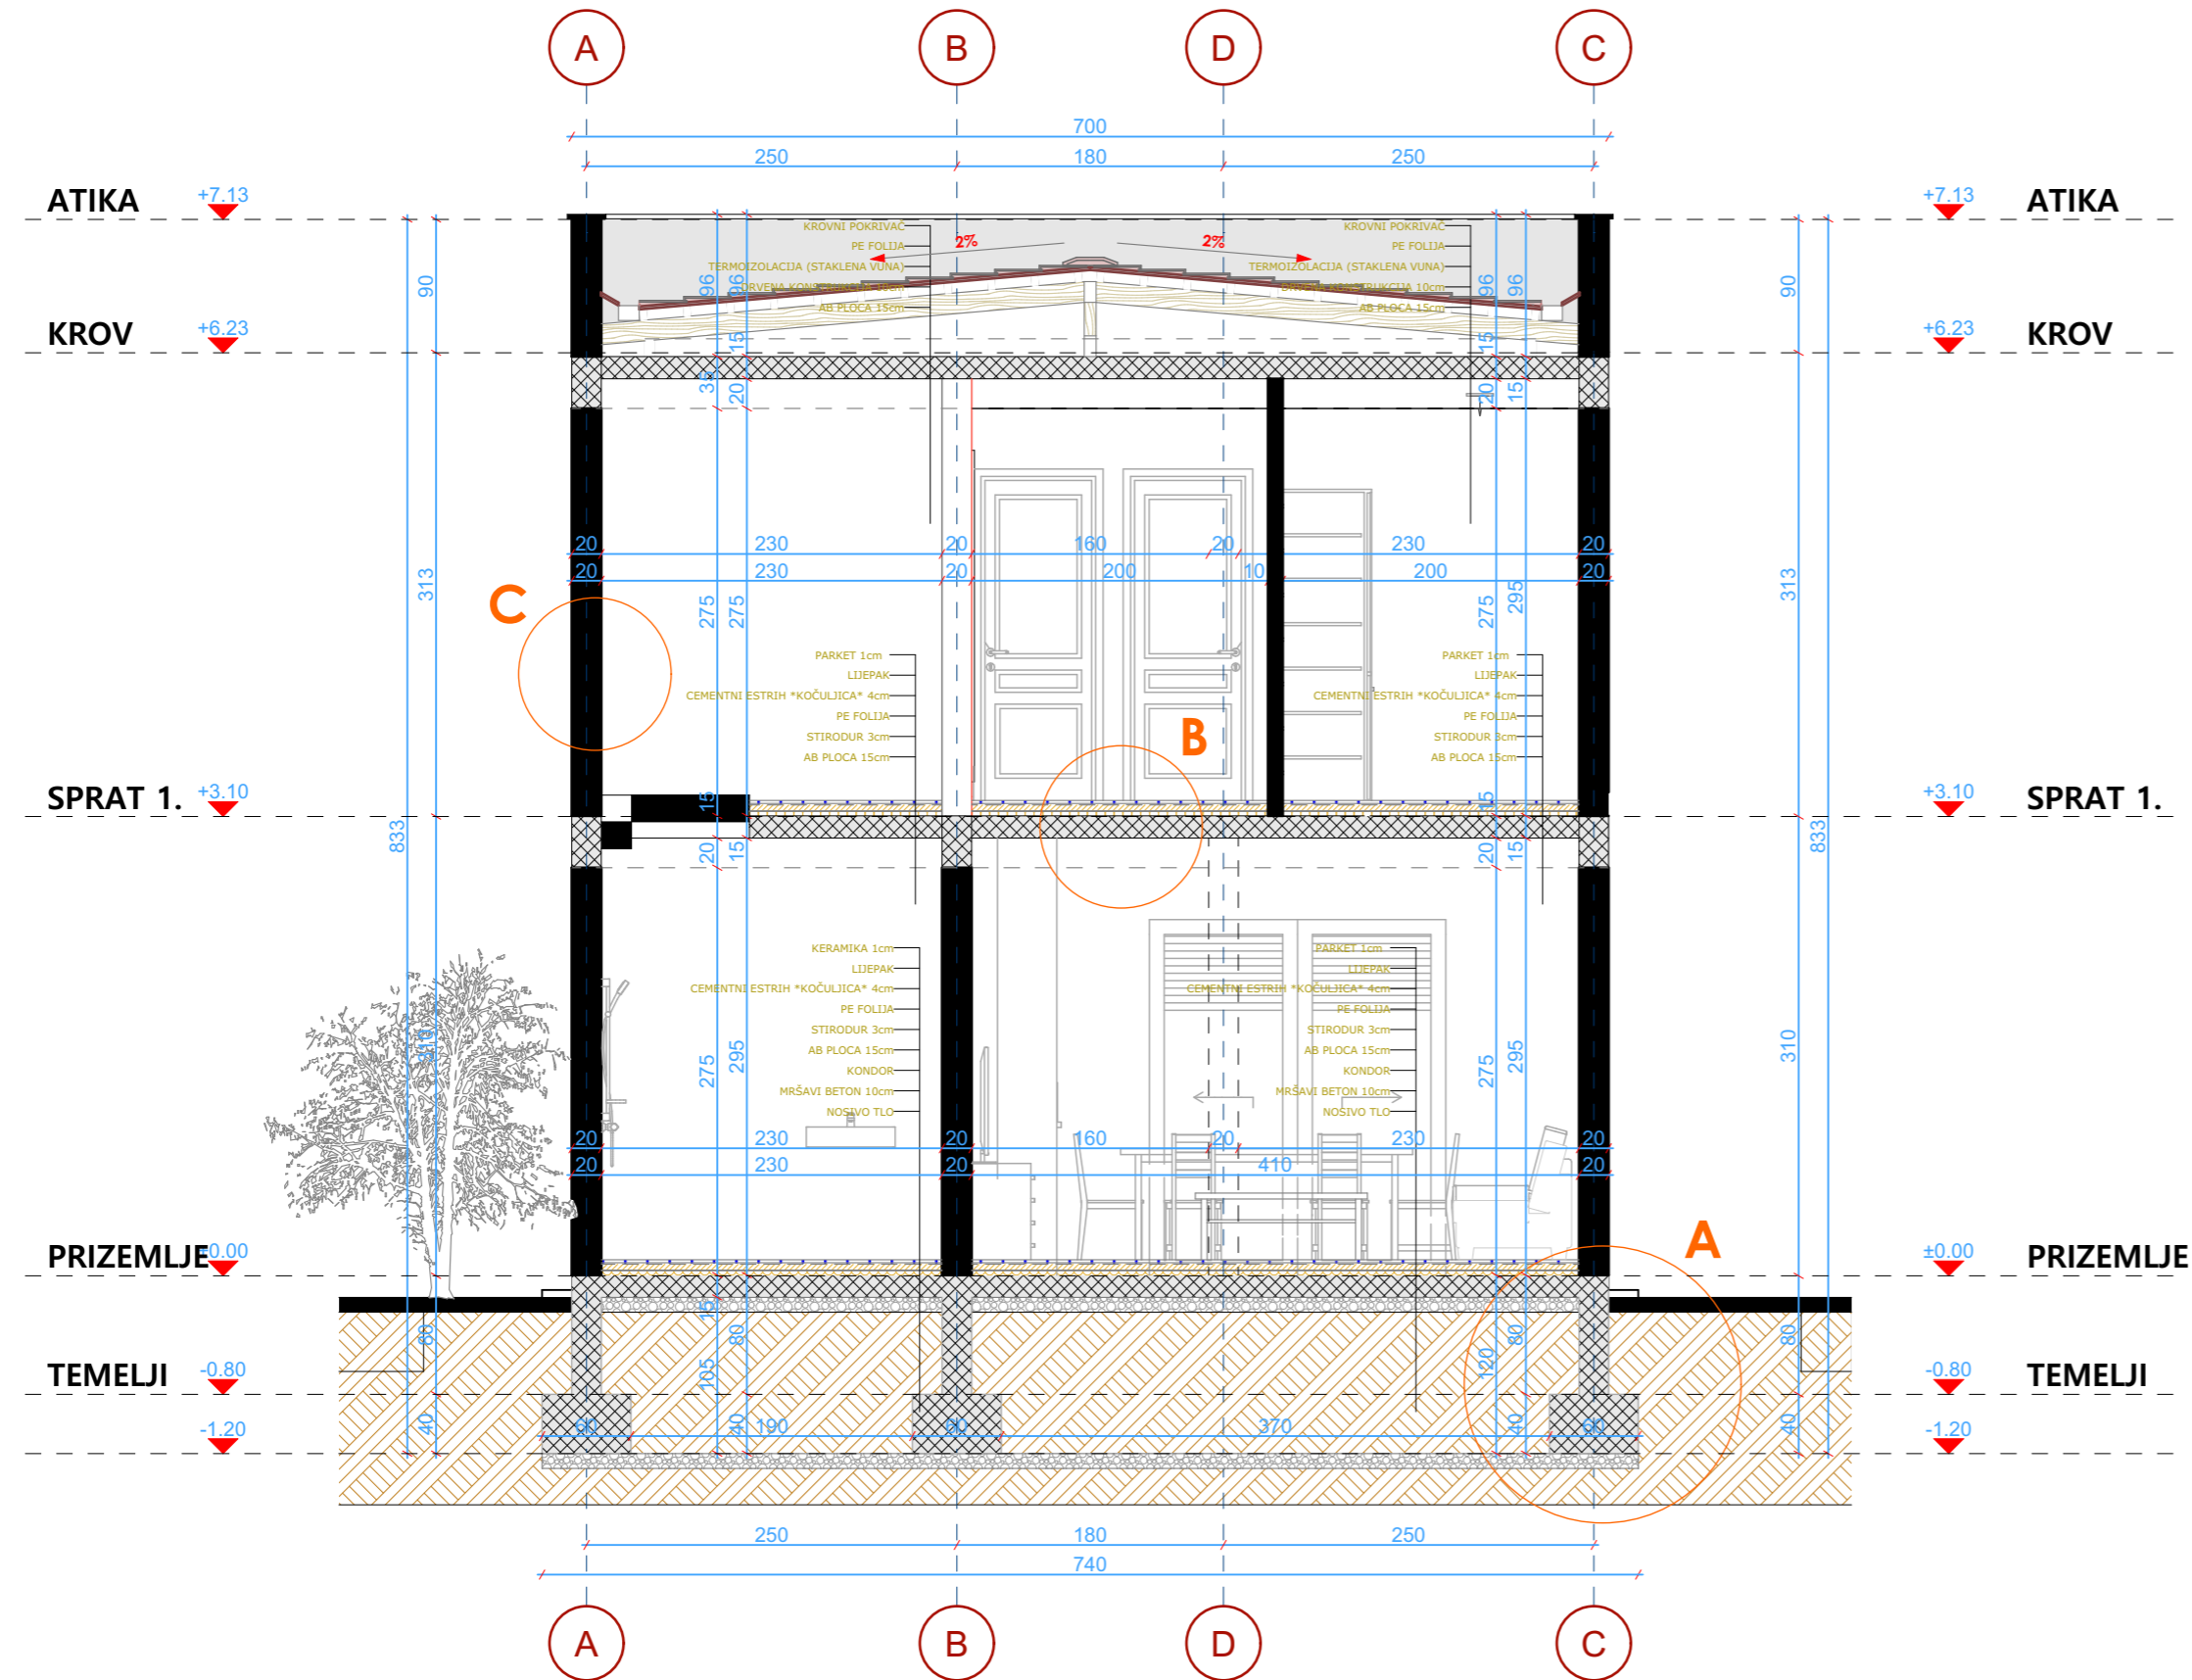 A B D C
700
250 180 250
ATIKA +7.13 +7.13 ATIKA
KROVNI POKRIVAČ KROVNI POKRIVAČ
2% 2%
PE FOLIJA PE FOLIJA
TERMOIZOLACIJA (STAKLENA VUNA) TERMOIZOLACIJA (STAKLENA VUNA)
DRVENA KONSTRUKCIJA 10cm DRVENA KONSTRUKCIJA 10cm
AB PLOCA 15cm AB PLOCA 15cm
90 96 96 96 96 90
KROV +6.23 +6.23 KROV
15 15
35 20 20 15
20 230 20 160 20 230 20
20 230 20 200 10 200 20
313 275 275 275 295 313
C
PARKET 1cm PARKET 1cm
LIJEPAK LIJEPAK
CEMENTNI ESTRIH *KOČULJICA* 4cm CEMENTNI ESTRIH *KOČULJICA* 4cm
PE FOLIJA PE FOLIJA
STIRODUR 3cm STIRODUR 3cm
AB PLOCA 15cm AB PLOCA 15cm
B
SPRAT 1. +3.10 +3.10 SPRAT 1.
15 15
833 20 15 20 15 833
KERAMIKA 1cm PARKET 1cm
LIJEPAK LIJEPAK
CEMENTNI ESTRIH *KOČULJICA* 4cm CEMENTNI ESTRIH *KOČULJICA* 4cm
PE FOLIJA PE FOLIJA
STIRODUR 3cm STIRODUR 3cm
AB PLOCA 15cm AB PLOCA 15cm
KONDOR KONDOR
MRŠAVI BETON 10cm MRŠAVI BETON 10cm
NOSIVO TLO NOSIVO TLO
310 275 295 275 295 310
20 230 20 160 20 230 20
20 230 20 410 20
A
PRIZEMLJE ±0.00 ±0.00 PRIZEMLJE
15
80 80 80 80
105 120
TEMELJI -0.80 -0.80 TEMELJI
40 40 40 40
60 190 60 370 60
-1.20 -1.20
250 180 250
740
A B D C